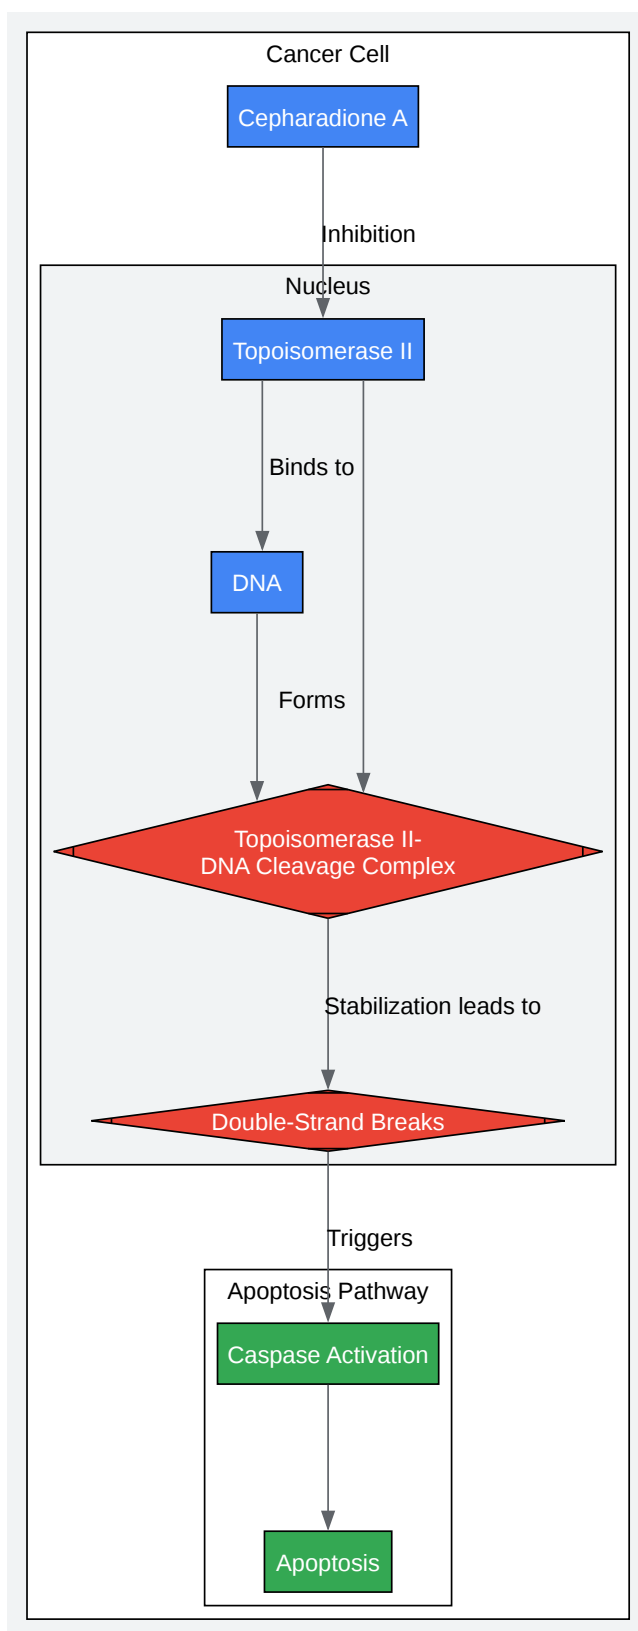 Cancer Cell
Cepharadione A
Inhibition
Nucleus
Topoisomerase II
Binds to
DNA
Forms
Topoisomerase II-
DNA Cleavage Complex
Stabilization leads to
Double-Strand Breaks
Triggers
Apoptosis Pathway
Caspase Activation
Apoptosis